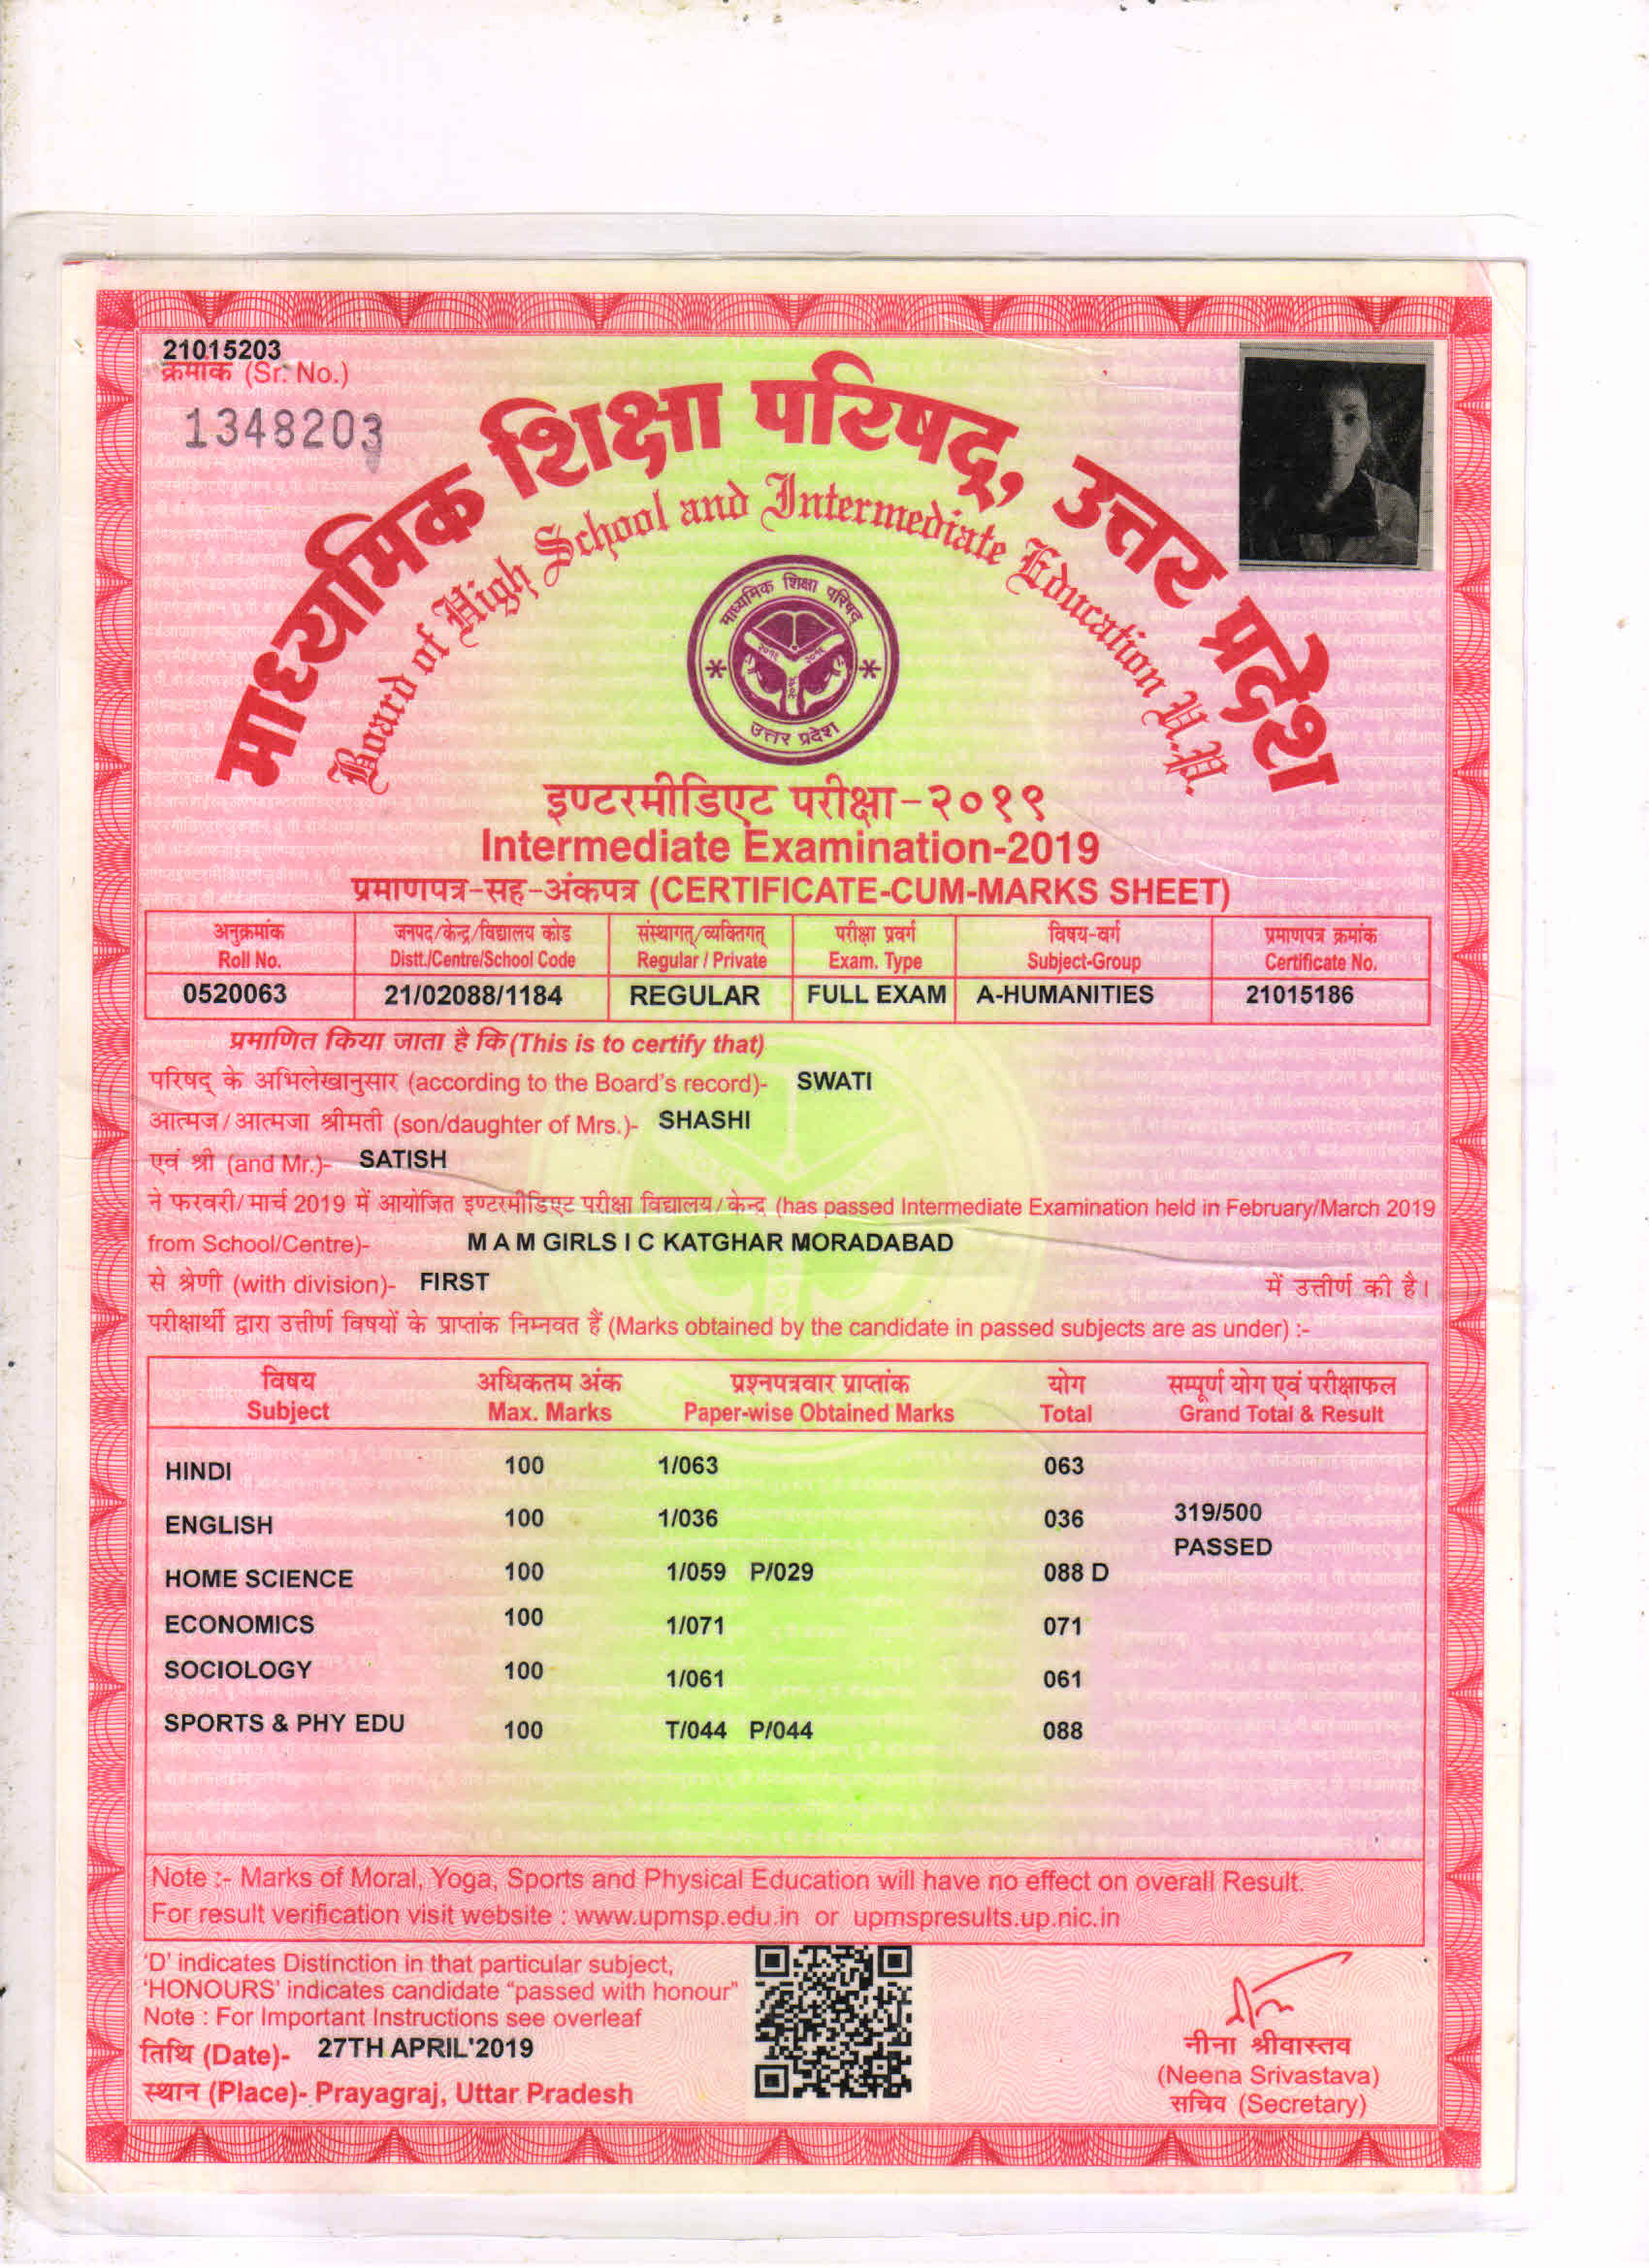 21015203
क्रमांक (Sr. No.)
1348203
माध्यमिक शिक्षा परिषद्, उत्तर प्रदेश
Board of High School and Intermediate Education U.P.
माध्यमिक शिक्षा परिषद
उत्तर प्रदेश
इण्टरमीडिएट परीक्षा-२०१९
Intermediate Examination-2019
प्रमाणपत्र-सह-अंकपत्र (CERTIFICATE-CUM-MARKS SHEET)
अनुक्रमांक जनपद/केन्द्र/विद्यालय कोड संस्थागत्/व्यक्तिगत् परीक्षा प्रवर्ग विषय-वर्ग प्रमाणपत्र क्रमांक
Roll No. Distt./Centre/School Code Regular / Private Exam. Type Subject-Group Certificate No.
0520063 21/02088/1184 REGULAR FULL EXAM A-HUMANITIES 21015186
प्रमाणित किया जाता है कि (This is to certify that)
परिषद् के अभिलेखानुसार (according to the Board's record)- SWATI
आत्मज/आत्मजा श्रीमती (son/daughter of Mrs.)- SHASHI
एवं श्री (and Mr.)- SATISH
ने फरवरी/मार्च 2019 में आयोजित इण्टरमीडिएट परीक्षा विद्यालय/केन्द्र (has passed Intermediate Examination held in February/March 2019
from School/Centre)- M A M GIRLS I C KATGHAR MORADABAD
से श्रेणी (with division)- FIRST में उत्तीर्ण की है।
परीक्षार्थी द्वारा उत्तीर्ण विषयों के प्राप्तांक निम्नवत हैं (Marks obtained by the candidate in passed subjects are as under) :-
विषय अधिकतम अंक प्रश्नपत्रवार प्राप्तांक योग सम्पूर्ण योग एवं परीक्षाफल
Subject Max. Marks Paper-wise Obtained Marks Total Grand Total & Result
HINDI 100 1/063 063
ENGLISH 100 1/036 036 319/500
PASSED
HOME SCIENCE 100 1/059 P/029 088 D
ECONOMICS 100 1/071 071
SOCIOLOGY 100 1/061 061
SPORTS & PHY EDU 100 T/044 P/044 088
Note :- Marks of Moral, Yoga, Sports and Physical Education will have no effect on overall Result.
For result verification visit website : www.upmsp.edu.in or upmspresults.up.nic.in
'D' indicates Distinction in that particular subject,
'HONOURS' indicates candidate "passed with honour"
Note : For Important Instructions see overleaf
तिथि (Date)- 27TH APRIL'2019
स्थान (Place)- Prayagraj, Uttar Pradesh
नीना श्रीवास्तव
(Neena Srivastava)
सचिव (Secretary)